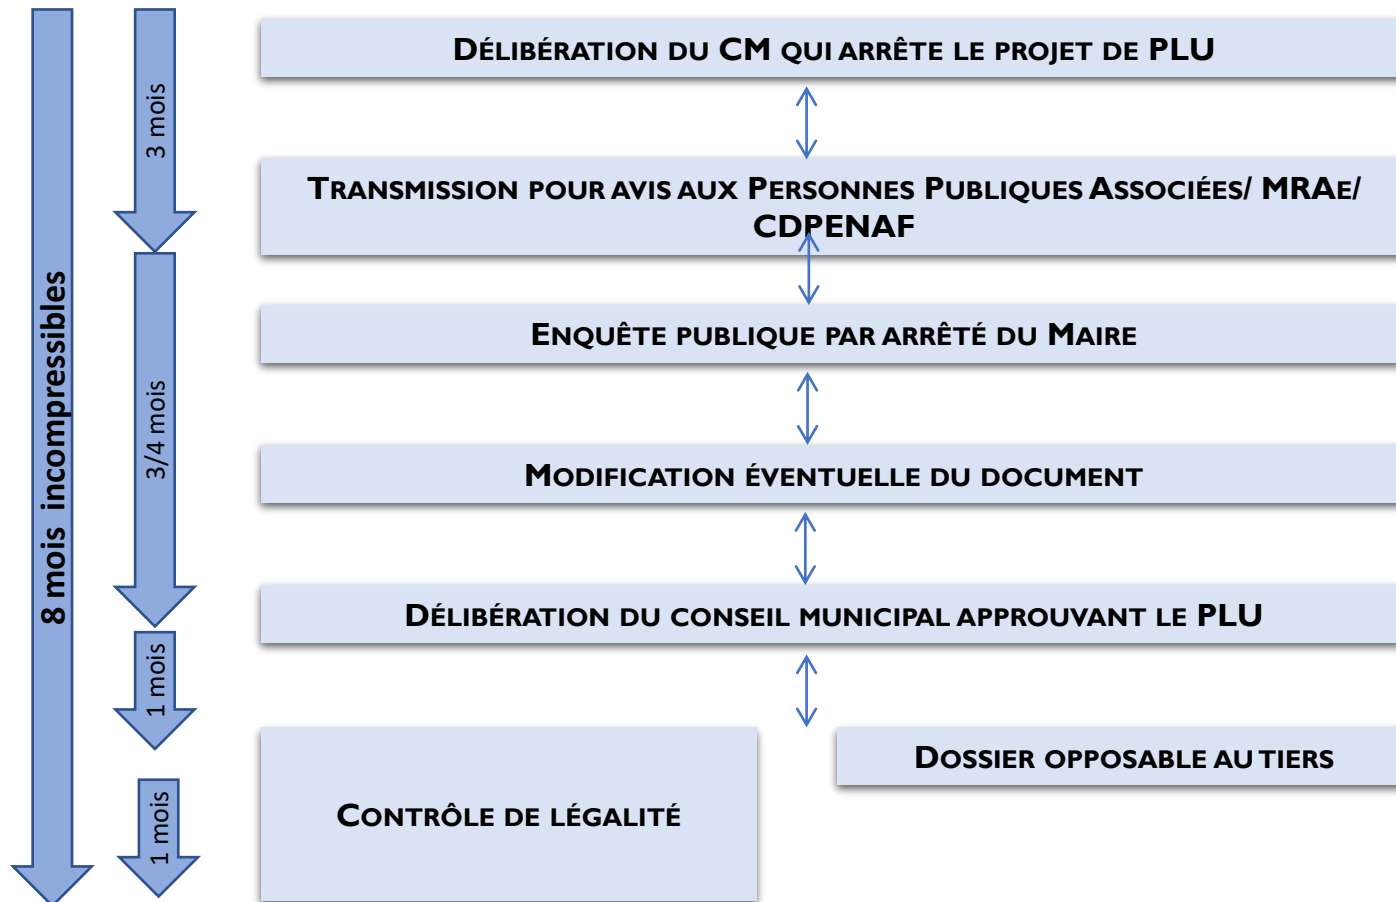 DÉLIBÉRATION DU CM QUI ARRÊTE LE PROJET DE PLU
3 mois
TRANSMISSION POUR AVIS AUX PERSONNES PUBLIQUES ASSOCIÉES/ MRAE/
CDPENAF
8 mois incompressibles
ENQUÊTE PUBLIQUE PAR ARRÊTÉ DU MAIRE
3/4 mois
MODIFICATION ÉVENTUELLE DU DOCUMENT
DÉLIBÉRATION DU CONSEIL MUNICIPAL APPROUVANT LE PLU
1 mois
DOSSIER OPPOSABLE AU TIERS
CONTRÔLE DE LÉGALITÉ
1 mois